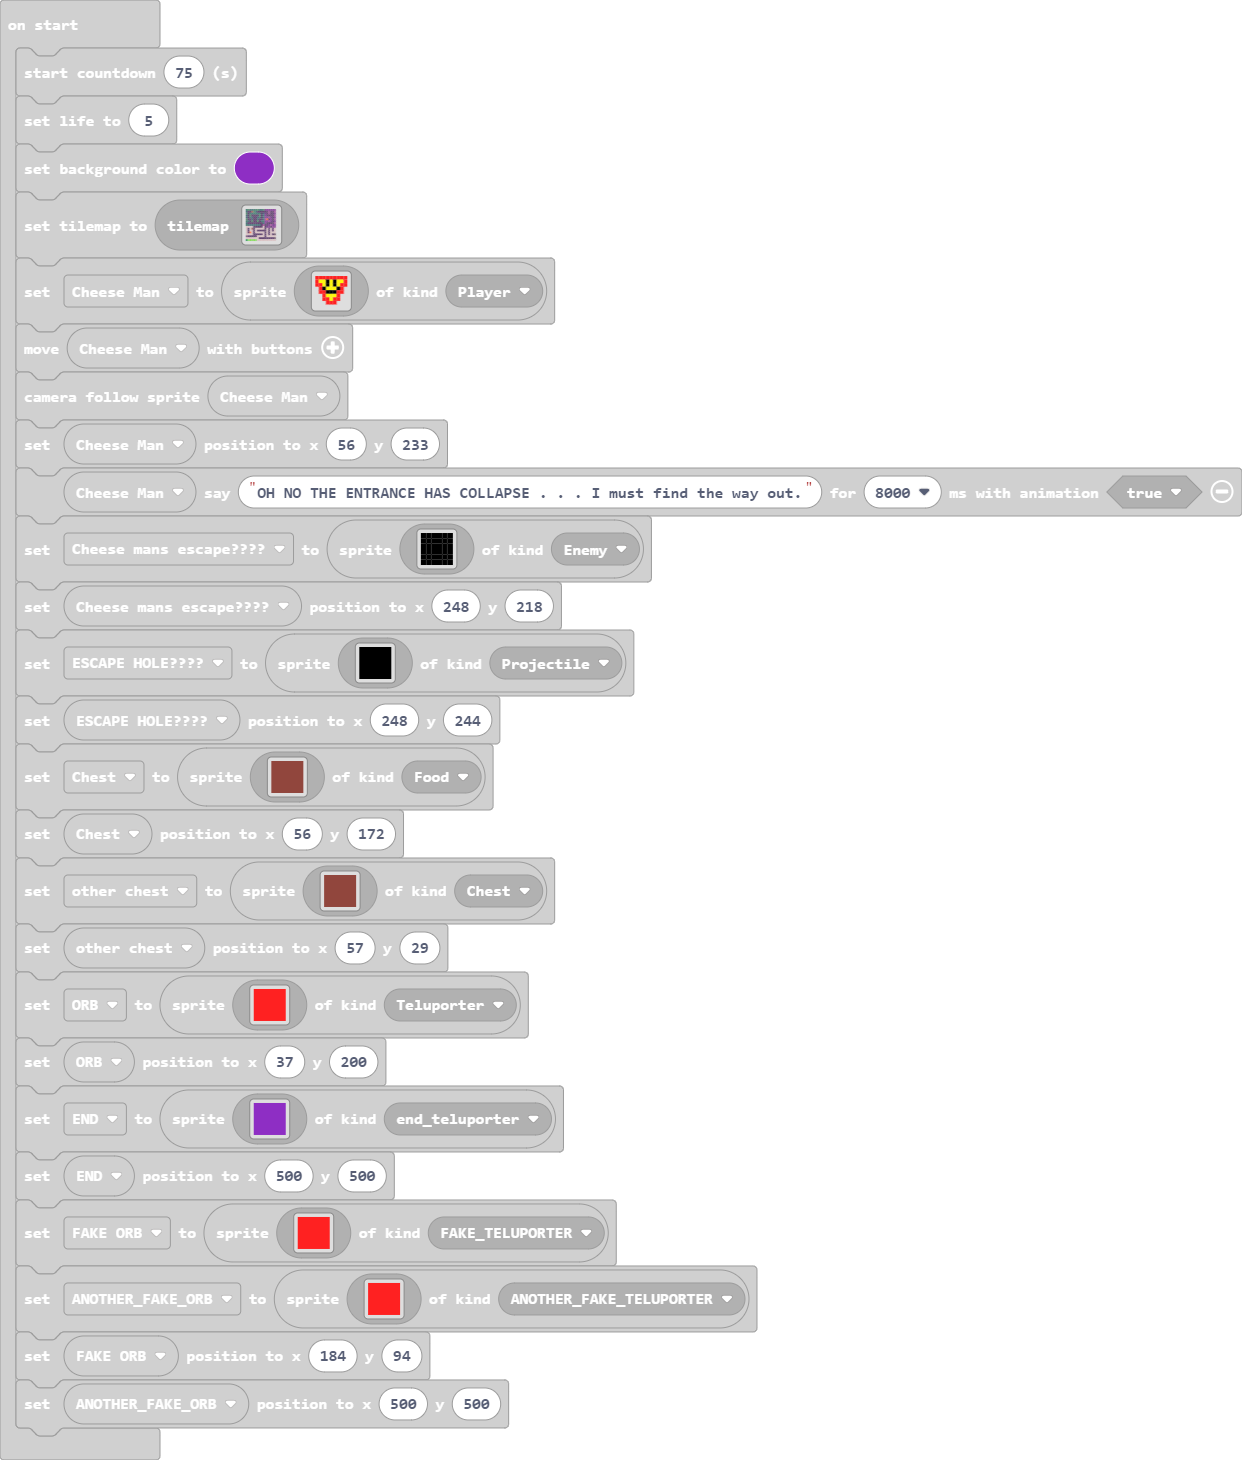 on start
start countdown 75 (s)
set life to 5
set background color to
set tilemap to tilemap
set Cheese Man to sprite of kind Player
move Cheese Man with buttons
camera follow sprite Cheese Man
set Cheese Man position to x 56 y 233
Cheese Man say "OH NO THE ENTRANCE HAS COLLAPSE . . . I must find the way out." for 8000 ms with animation true
set Cheese mans escape???? to sprite of kind Enemy
set Cheese mans escape???? position to x 248 y 218
set ESCAPE HOLE???? to sprite of kind Projectile
set ESCAPE HOLE???? position to x 248 y 244
set Chest to sprite of kind Food
set Chest position to x 56 y 172
set other chest to sprite of kind Chest
set other chest position to x 57 y 29
set ORB to sprite of kind Teluporter
set ORB position to x 37 y 200
set END to sprite of kind end_teluporter
set END position to x 500 y 500
set FAKE ORB to sprite of kind FAKE_TELUPORTER
set ANOTHER_FAKE_ORB to sprite of kind ANOTHER_FAKE_TELUPORTER
set FAKE ORB position to x 184 y 94
set ANOTHER_FAKE_ORB position to x 500 y 500